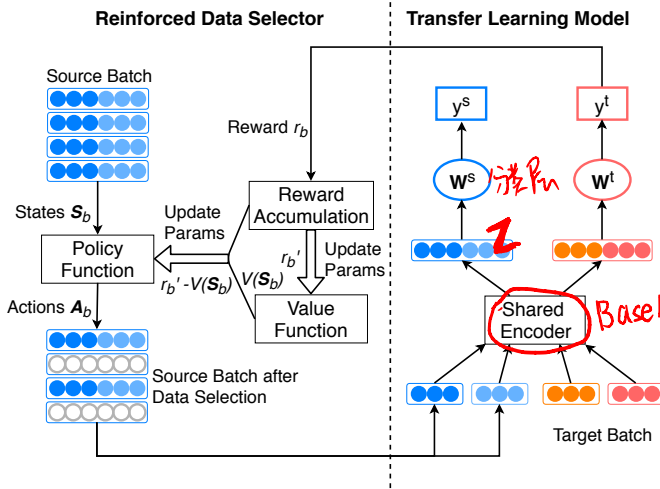 Reinforced Data Selector
Transfer Learning Model
Source Batch
States S_b
Policy
Function
Actions A_b
Source Batch after
Data Selection
Reward r_b
Reward
Accumulation
Update
Params
r_b' - V(S_b)
V(S_b)
r_b'
Update
Params
Value
Function
y^s
y^t
W^s
W^t
z
Shared
Encoder
Base
Target Batch